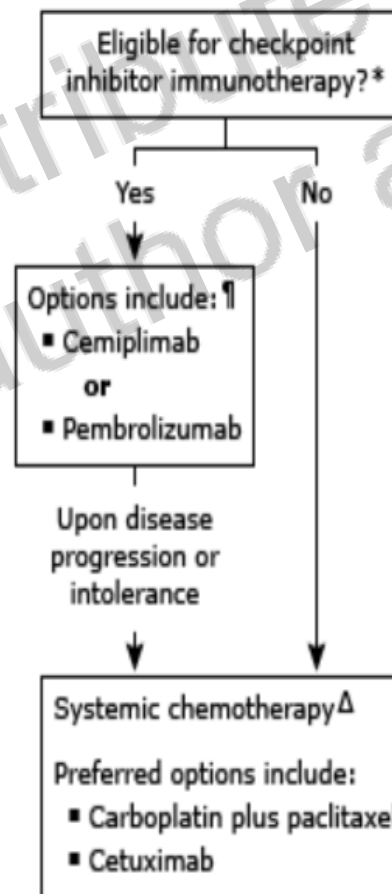 Eligible for checkpoint
inhibitor immunotherapy?*
Yes
No
Options include: ¶
▪ Cemiplimab
or
▪ Pembrolizumab
Upon disease
progression or
intolerance
Systemic chemotherapyΔ
Preferred options include:
▪ Carboplatin plus paclitaxel
▪ Cetuximab